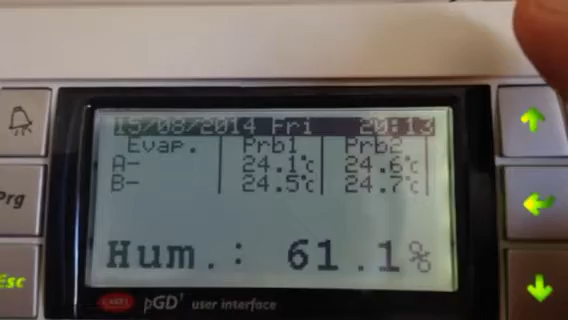 15/08/2014 Fri 20:13
Evap. Prb1 Prb2
A- 24.1°c 24.6°c
B- 24.5°c 24.7°c
Hum.: 61.1%
Prg
Esc
CAREL pGD1 user interface